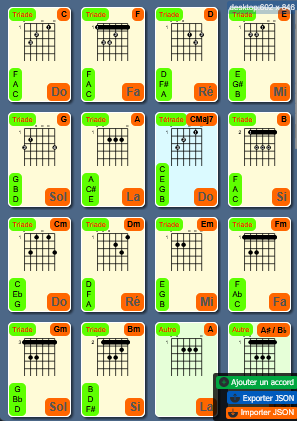 desktop:602 x 846
Triade C
1
F
A
C
Do
Triade F
1
F
A
C
Fa
Triade D
1
D
F#
A
Ré
Triade E
1
E
G#
B
Mi
Triade G
1
G
B
D
Sol
Triade A
1
A
C#
E
La
Tétrade CMaj7
1
C
E
G
B
Do
Triade B
2
F
A
C
Si
Triade Cm
1
C
Eb
G
Do
Triade Dm
1
D
F
A
Ré
Triade Em
1
E
G
B
Mi
Triade Fm
1
F
Ab
C
Fa
Triade Gm
3
G
Bb
D
Sol
Triade Bm
2
B
D
F#
Si
Autre A
1
La
Autre A# / Bb
1
Ajouter un accord
Exporter JSON
Importer JSON